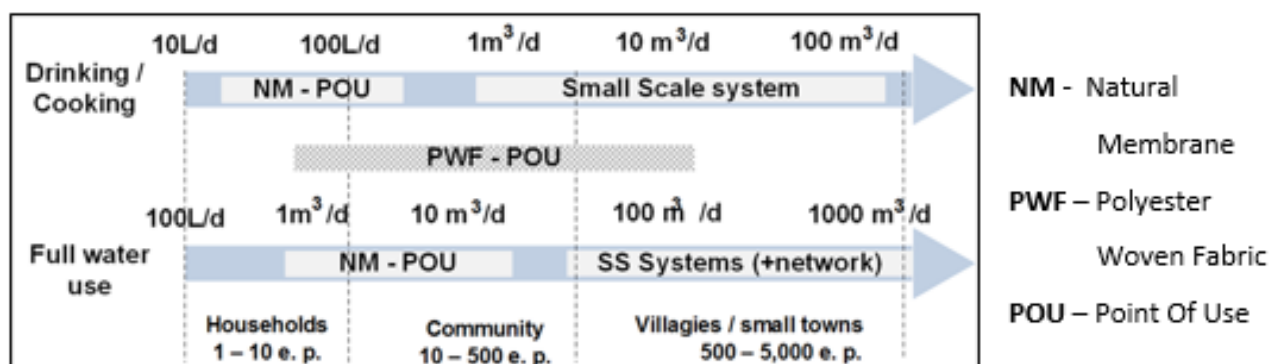 10L/d 100L/d 1m³/d 10 m³/d 100 m³/d
Drinking /
Cooking
NM - POU Small Scale system
PWF - POU
100L/d 1m³/d 10 m³/d 100 m³ /d 1000 m³/d
Full water
use
NM - POU SS Systems (+network)
Households
1 – 10 e. p.
Community
10 – 500 e. p.
Villagies / small towns
500 – 5,000 e. p.
NM - Natural
Membrane
PWF – Polyester
Woven Fabric
POU – Point Of Use